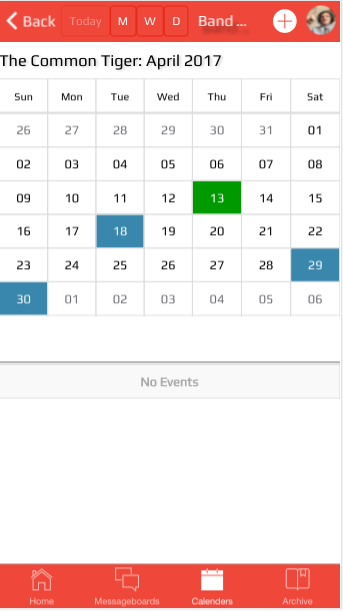 Back Today M W D Band ...
The Common Tiger: April 2017
Sun Mon Tue Wed Thu Fri Sat
26 27 28 29 30 31 01
02 03 04 05 06 07 08
09 10 11 12 13 14 15
16 17 18 19 20 21 22
23 24 25 26 27 28 29
30 01 02 03 04 05 06
No Events
Home Messageboards Calenders Archive